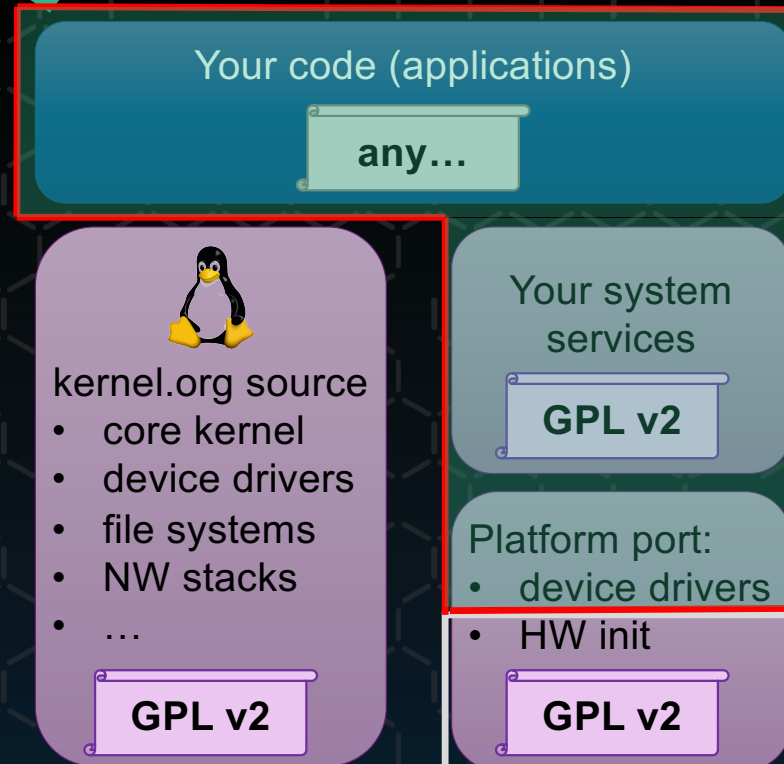 Your code (applications)
any...
kernel.org source
• core kernel
• device drivers
• file systems
• NW stacks
• ...
GPL v2
Your system
services
GPL v2
Platform port:
• device drivers
• HW init
GPL v2